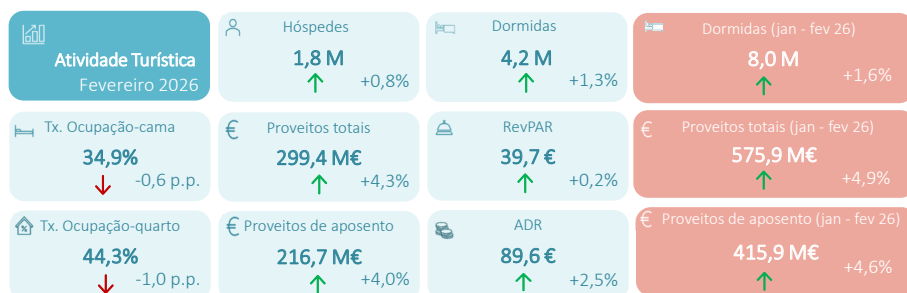 Atividade Turística
Fevereiro 2026
Hóspedes
1,8 M
+0,8%
Dormidas
4,2 M
+1,3%
Dormidas (jan - fev 26)
8,0 M
+1,6%
Tx. Ocupação-cama
34,9%
-0,6 p.p.
€ Proveitos totais
299,4 M€
+4,3%
RevPAR
39,7 €
+0,2%
€ Proveitos totais (jan - fev 26)
575,9 M€
+4,9%
% Tx. Ocupação-quarto
44,3%
-1,0 p.p.
€ Proveitos de aposento
216,7 M€
+4,0%
ADR
89,6 €
+2,5%
€ Proveitos de aposento (jan - fev 26)
415,9 M€
+4,6%